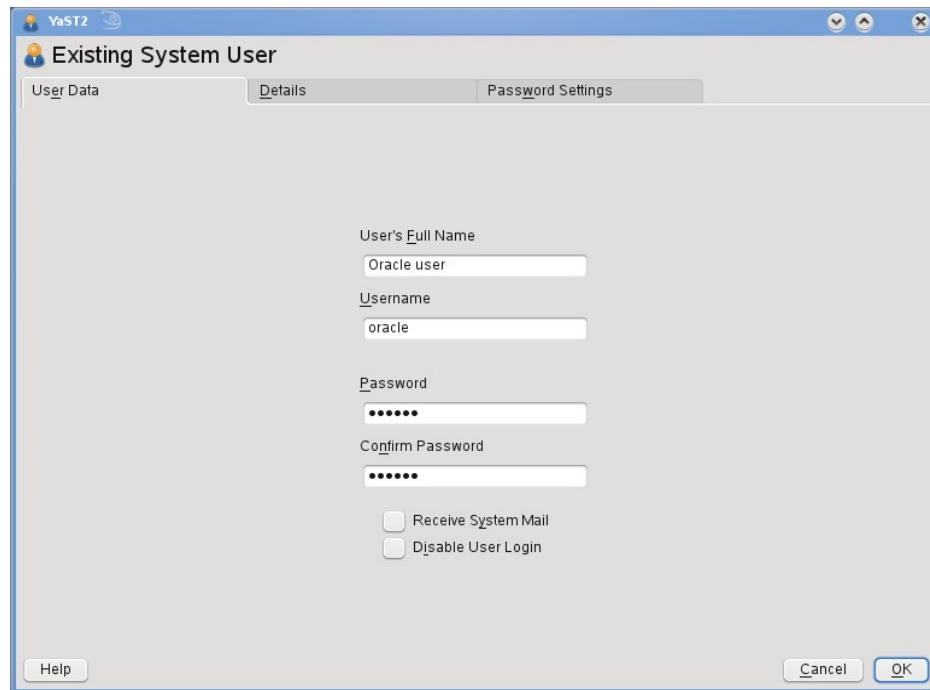 YaST2
Existing System User
User Data
Details
Password Settings
User's Full Name
Oracle user
Username
oracle
Password
••••••
Confirm Password
••••••
Receive System Mail
Disable User Login
Help
Cancel
OK